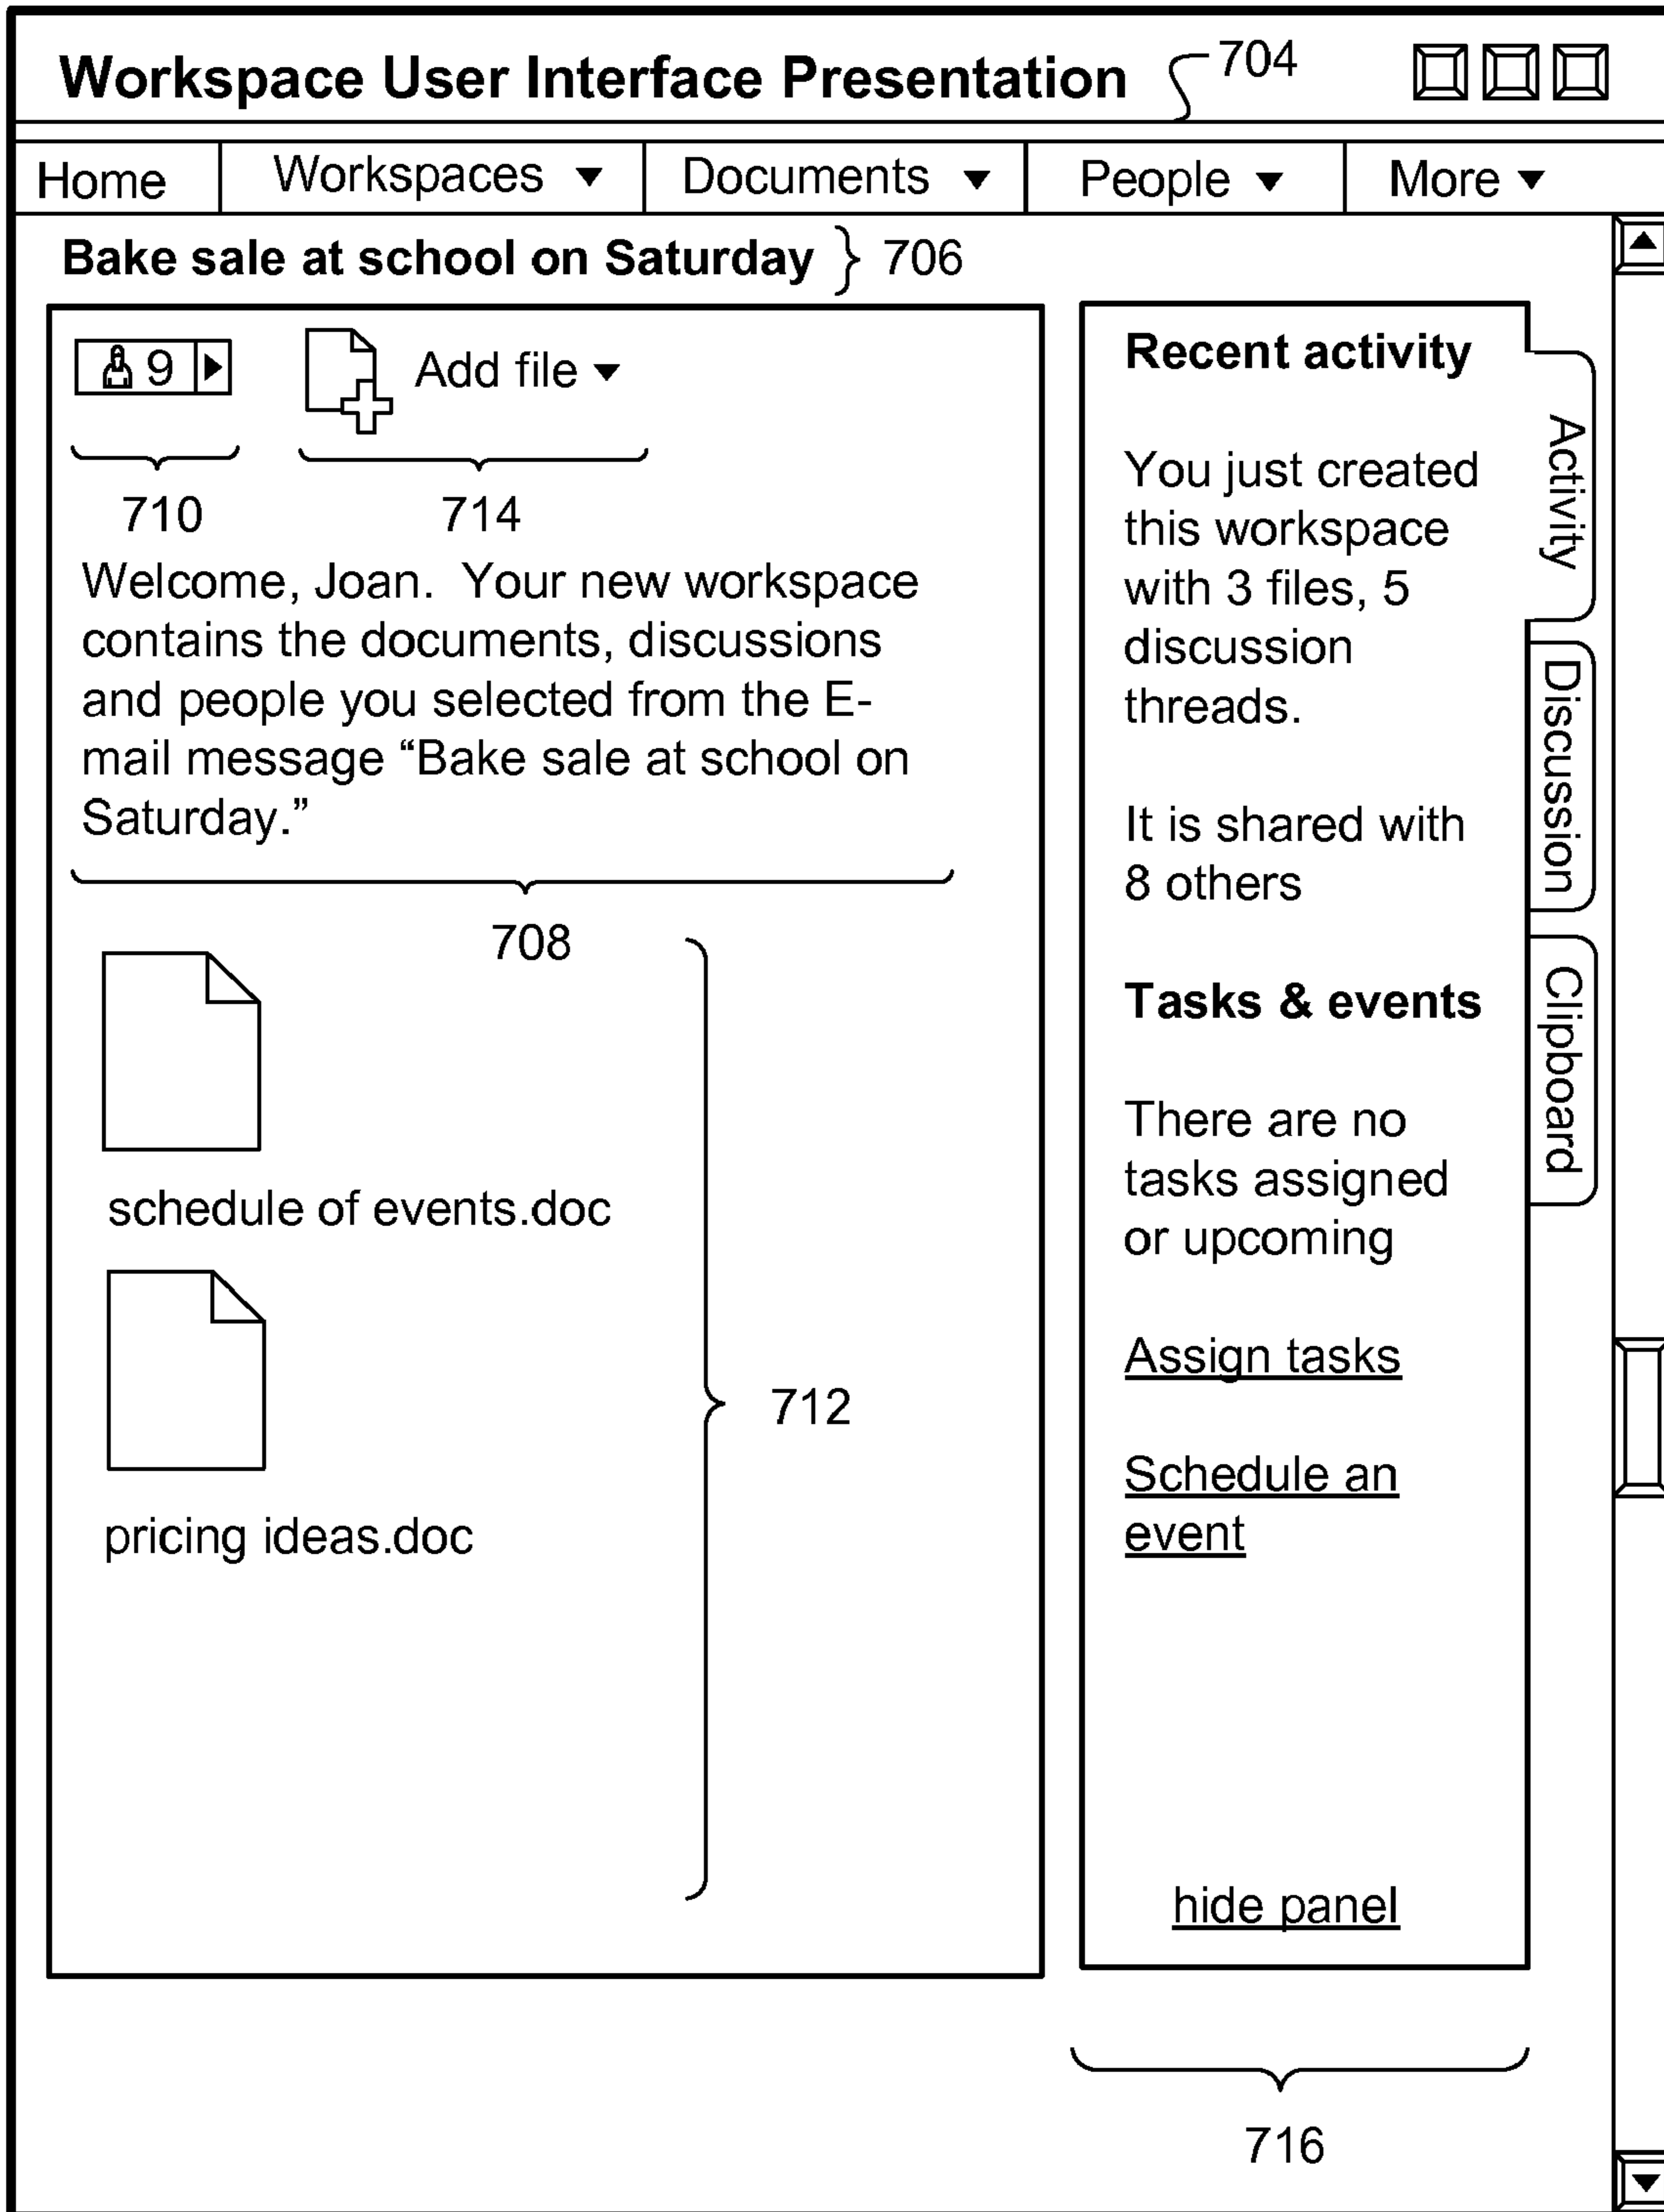 Workspace User Interface Presentation 704
Home Workspaces Documents People More
Bake sale at school on Saturday 706
9 Add file
710 714
Welcome, Joan. Your new workspace
contains the documents, discussions
and people you selected from the E-
mail message “Bake sale at school on
Saturday.”
708
schedule of events.doc
pricing ideas.doc
712
Recent activity
You just created
this workspace
with 3 files, 5
discussion
threads.
It is shared with
8 others
Tasks & events
There are no
tasks assigned
or upcoming
Assign tasks
Schedule an
event
hide panel
Activity
Discussion
Clipboard
716